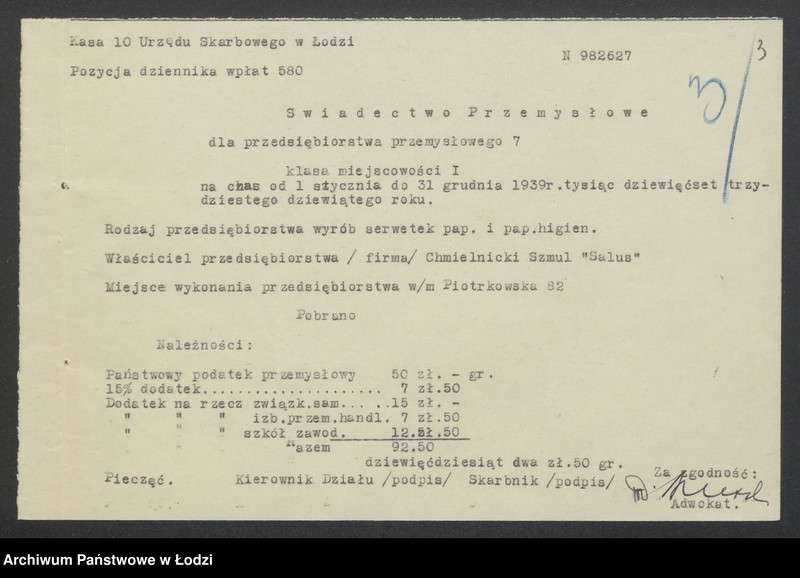 3
3
Kasa 10 Urzędu Skarbowego w Łodzi
N 982627
Pozycja dziennika wpłat 580
Swiadectwo Przemysłowe
dla przedsiębiorstwa przemysłowego 7
klasa miejscowości I
na chas od 1 stycznia do 31 grudnia 1939r.tysiąc dziewięćset trzy-
dziestego dziewiątego roku.
Rodzaj przedsiębiorstwa wyrób serwetek pap. i pap.higien.
Właściciel przedsiębiorstwa / firma/ Chmielnicki Szmul "Salus"
Miejsce wykonania przedsiębiorstwa w/m Piotrkowska 82
Pobrano
Należności:
Państwowy podatek przemysłowy 50 zł. - gr.
15% dodatek..................... 7 zł.50
Dodatek na rzecz związk.sam.... ..15 zł. -
" " " izb.przem.handl. 7 zł.50
" " " szkół zawod. 12.zł.50
Razem 92.50
dziewięćdziesiąt dwa zł.50 gr.
Pieczęć. Kierownik Działu /podpis/ Skarbnik /podpis/
Za zgodność:
Adwokat.
Archiwum Państwowe w Łodzi